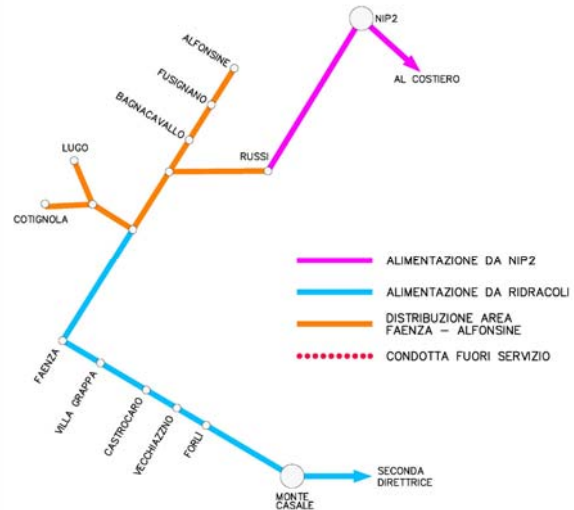 NIP2
ALFONSINE
AL COSTIERO
FUSIGNANO
BAGNACAVALLO
LUGO
RUSSI
COTIGNOLA
ALIMENTAZIONE DA NIP2
ALIMENTAZIONE DA RIDRACOLI
DISTRIBUZIONE AREA
FAENZA – ALFONSINE
CONDOTTA FUORI SERVIZIO
FAENZA
VILLA GRAPPA
CASTROCARO
VECCHIAZZNO
FORLI
SECONDA
DIRETTRICE
MONTE
CASALE